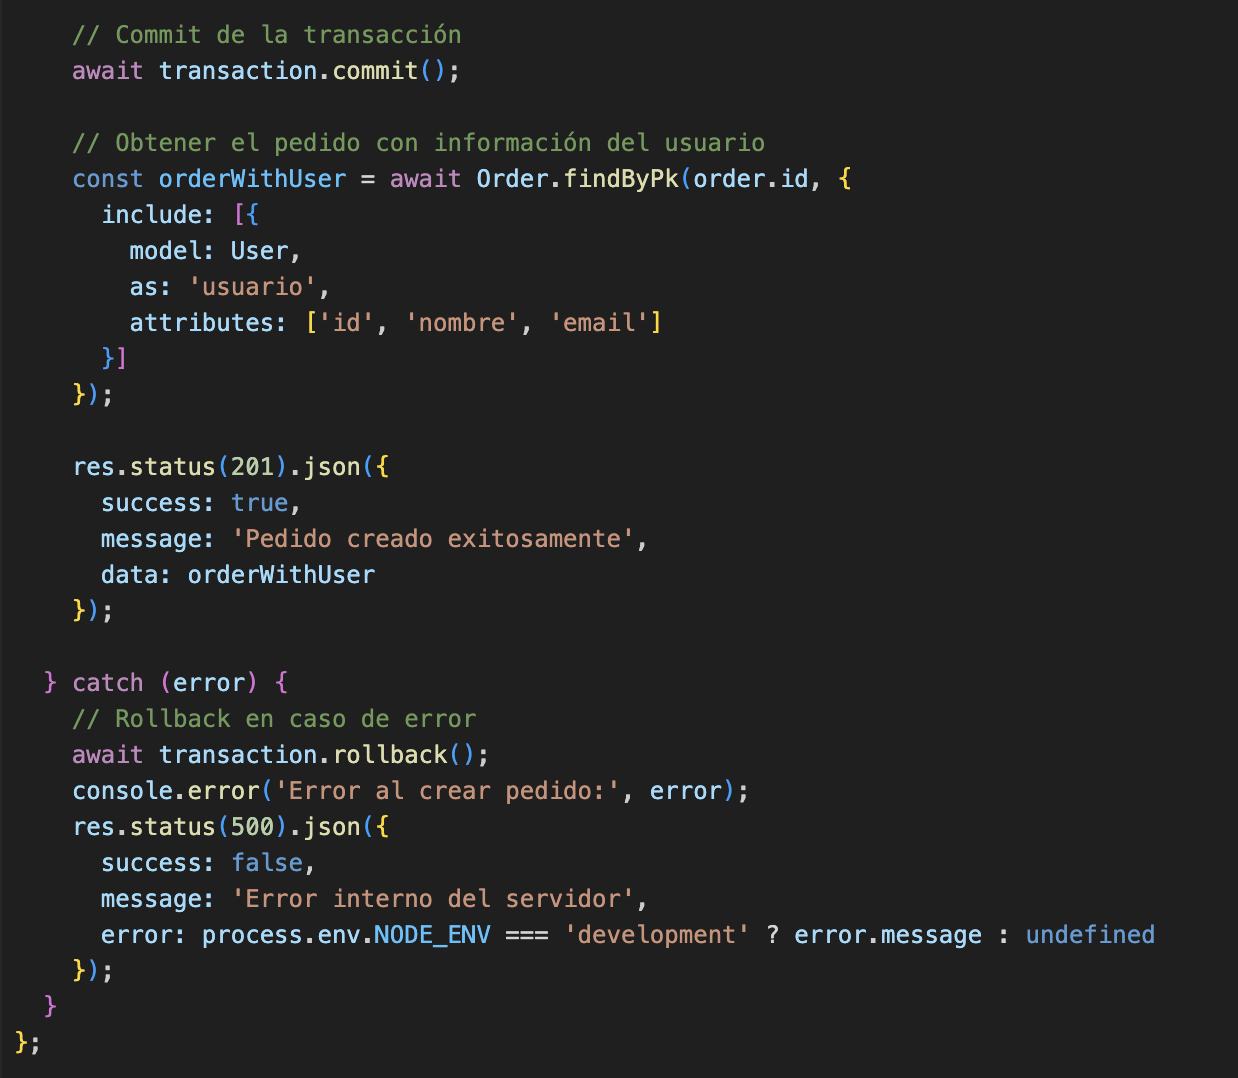 // Commit de la transacción
await transaction.commit();
// Obtener el pedido con información del usuario
const orderWithUser = await Order.findByPk(order.id, {
include: [{
model: User,
as: 'usuario',
attributes: ['id', 'nombre', 'email']
}]
});
res.status(201).json({
success: true,
message: 'Pedido creado exitosamente',
data: orderWithUser
});
} catch (error) {
// Rollback en caso de error
await transaction.rollback();
console.error('Error al crear pedido:', error);
res.status(500).json({
success: false,
message: 'Error interno del servidor',
error: process.env.NODE_ENV === 'development' ? error.message : undefined
});
}
};